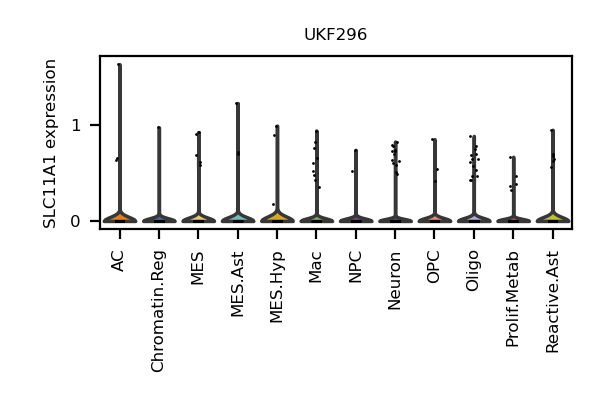 UKF296
SLC11A1 expression
1
0
AC
Chromatin.Reg
MES
MES.Ast
MES.Hyp
Mac
NPC
Neuron
OPC
Oligo
Prolif.Metab
Reactive.Ast